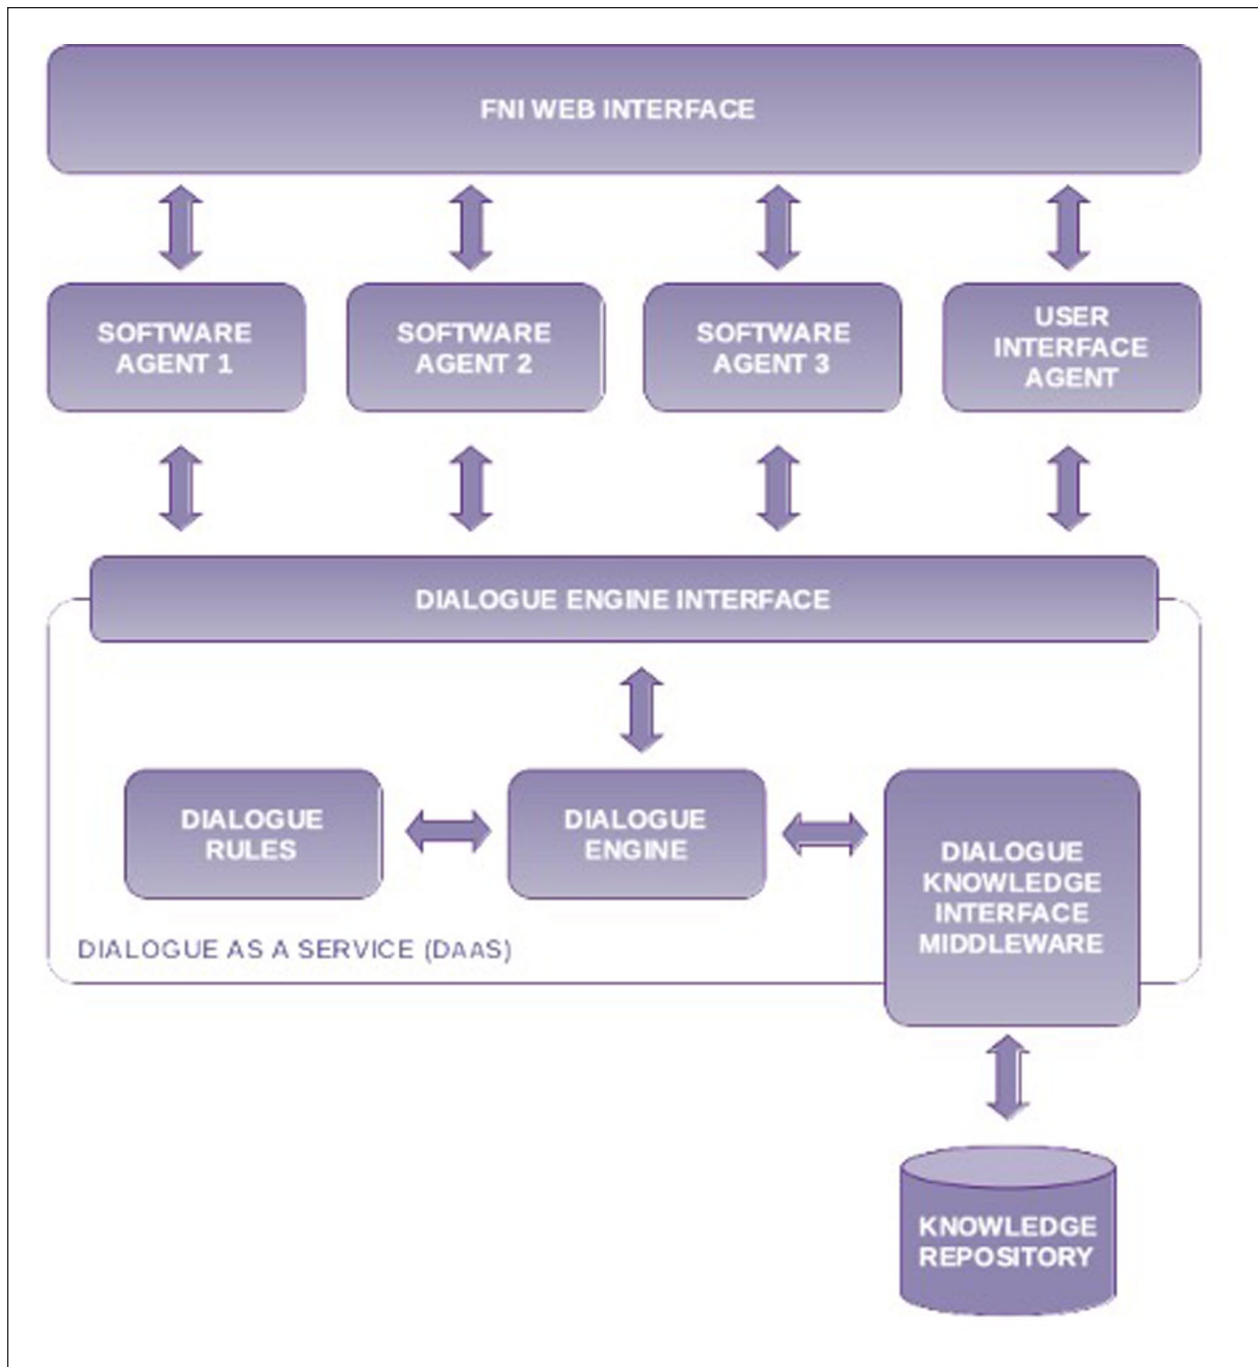 FNI WEB INTERFACE
SOFTWARE
AGENT 1
SOFTWARE
AGENT 2
SOFTWARE
AGENT 3
USER
INTERFACE
AGENT
DIALOGUE ENGINE INTERFACE
DIALOGUE
RULES
DIALOGUE
ENGINE
DIALOGUE
KNOWLEDGE
INTERFACE
MIDDLEWARE
DIALOGUE AS A SERVICE (DAAS)
KNOWLEDGE
REPOSITORY